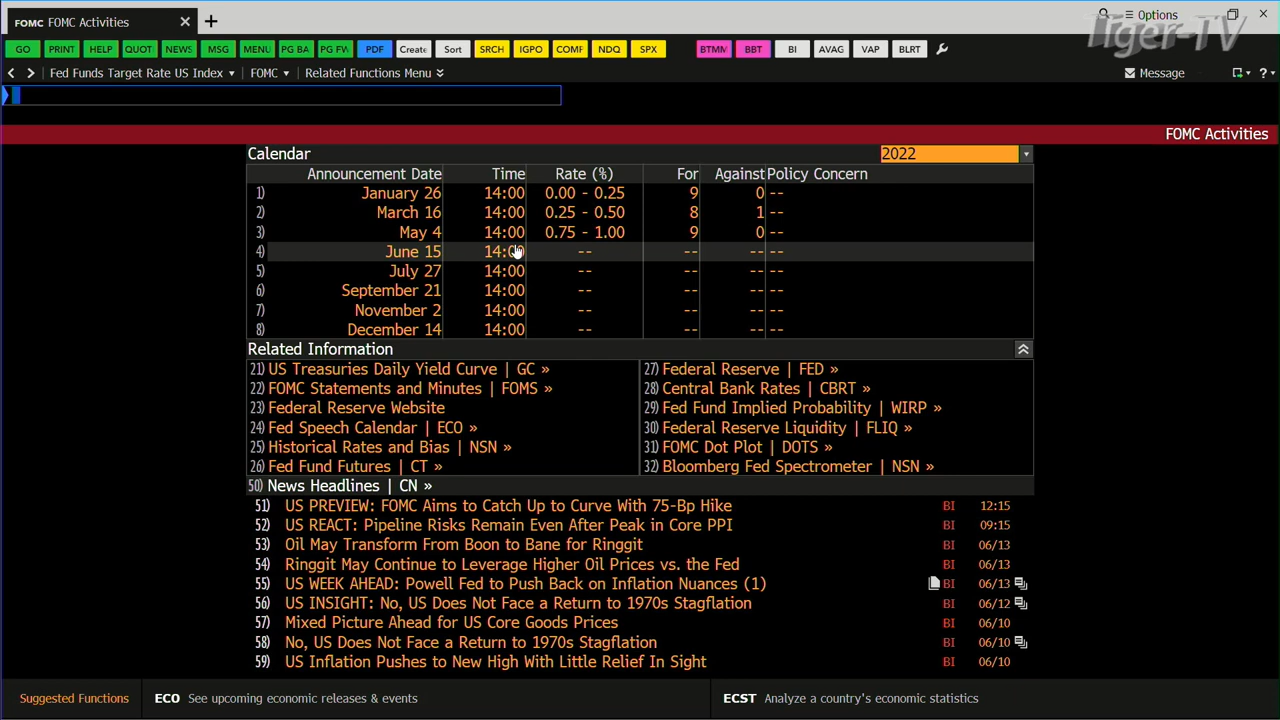 FOMC FOMC Activities × +
Options
Tiger-TV
GO PRINT HELP QUOT NEWS MSG MENU PG BA PG FW PDF Create Sort SRCH IGPO COMF NDQ SPX BTMM BBT BI AVAG VAP BLRT
Fed Funds Target Rate US Index FOMC Related Functions Menu Message ?
FOMC Activities
Calendar 2022
Announcement Date Time Rate (%) For Against Policy Concern
1) January 26 14:00 0.00 - 0.25 9 0 --
2) March 16 14:00 0.25 - 0.50 8 1 --
3) May 4 14:00 0.75 - 1.00 9 0 --
4) June 15 14:00 -- -- -- --
5) July 27 14:00 -- -- -- --
6) September 21 14:00 -- -- -- --
7) November 2 14:00 -- -- -- --
8) December 14 14:00 -- -- -- --
Related Information
21) US Treasuries Daily Yield Curve | GC »
22) FOMC Statements and Minutes | FOMS »
23) Federal Reserve Website
24) Fed Speech Calendar | ECO »
25) Historical Rates and Bias | NSN »
26) Fed Fund Futures | CT »
27) Federal Reserve | FED »
28) Central Bank Rates | CBRT »
29) Fed Fund Implied Probability | WIRP »
30) Federal Reserve Liquidity | FLIQ »
31) FOMC Dot Plot | DOTS »
32) Bloomberg Fed Spectrometer | NSN »
50) News Headlines | CN »
51) US PREVIEW: FOMC Aims to Catch Up to Curve With 75-Bp Hike BI 12:15
52) US REACT: Pipeline Risks Remain Even After Peak in Core PPI BI 09:15
53) Oil May Transform From Boon to Bane for Ringgit BI 06/13
54) Ringgit May Continue to Leverage Higher Oil Prices vs. the Fed BI 06/13
55) US WEEK AHEAD: Powell Fed to Push Back on Inflation Nuances (1) BI 06/13
56) US INSIGHT: No, US Does Not Face a Return to 1970s Stagflation BI 06/12
57) Mixed Picture Ahead for US Core Goods Prices BI 06/10
58) No, US Does Not Face a Return to 1970s Stagflation BI 06/10
59) US Inflation Pushes to New High With Little Relief In Sight BI 06/10
Suggested Functions ECO See upcoming economic releases & events ECST Analyze a country's economic statistics